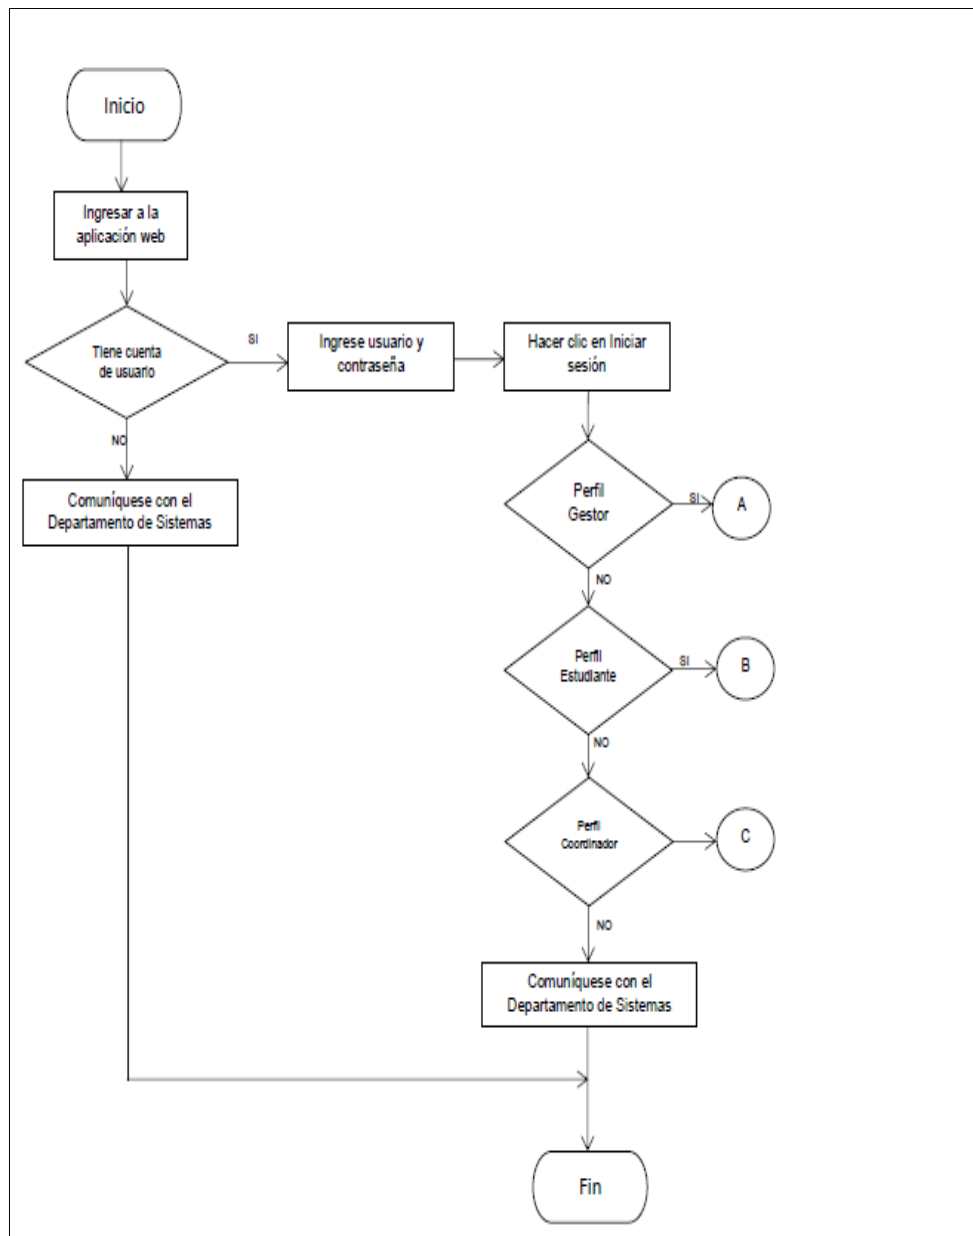 Inicio
Ingresar a la
aplicación web
Tiene cuenta
de usuario
SI
Ingrese usuario y
contraseña
Hacer clic en Iniciar
sesión
NO
Comuníquese con el
Departamento de Sistemas
Perfil
Gestor
SI
A
NO
Perfil
Estudiante
SI
B
NO
Perfil
Coordinador
C
NO
Comuníquese con el
Departamento de Sistemas
Fin